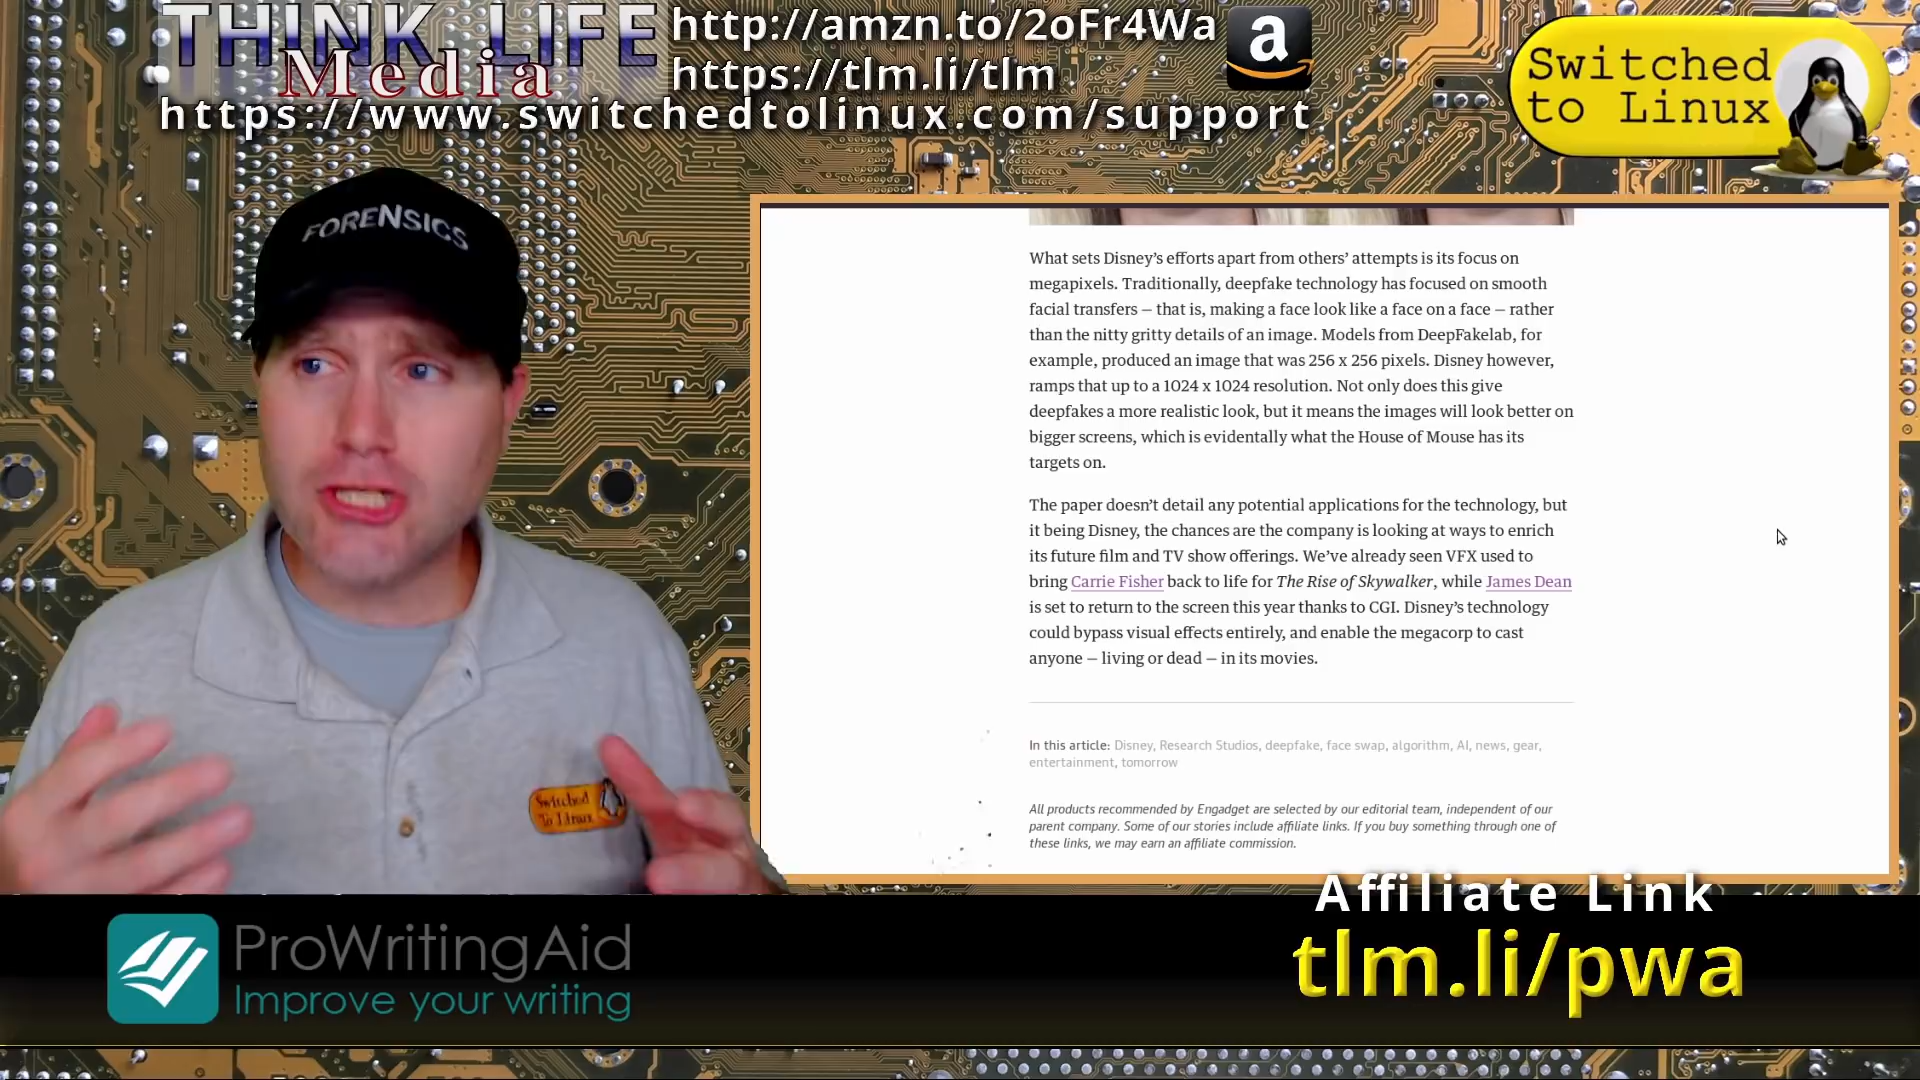 THINK LIFE
Media
http://amzn.to/2oFr4Wa
https://tlm.li/tlm
https://www.switchedtolinux.com/support
a
Switched
to Linux
FORENSICS
What sets Disney’s efforts apart from others’ attempts is its focus on
megapixels. Traditionally, deepfake technology has focused on smooth
facial transfers — that is, making a face look like a face on a face — rather
than the nitty gritty details of an image. Models from DeepFakelab, for
example, produced an image that was 256 x 256 pixels. Disney however,
ramps that up to a 1024 x 1024 resolution. Not only does this give
deepfakes a more realistic look, but it means the images will look better on
bigger screens, which is evidentally what the House of Mouse has its
targets on.
The paper doesn’t detail any potential applications for the technology, but
it being Disney, the chances are the company is looking at ways to enrich
its future film and TV show offerings. We’ve already seen VFX used to
bring Carrie Fisher back to life for The Rise of Skywalker, while James Dean
is set to return to the screen this year thanks to CGI. Disney’s technology
could bypass visual effects entirely, and enable the megacorp to cast
anyone — living or dead — in its movies.
In this article: Disney, Research Studios, deepfake, face swap, algorithm, AI, news, gear,
entertainment, tomorrow
All products recommended by Engadget are selected by our editorial team, independent of our
parent company. Some of our stories include affiliate links. If you buy something through one of
these links, we may earn an affiliate commission.
Switched
To Linux
ProWritingAid
Improve your writing
Affiliate Link
tlm.li/pwa